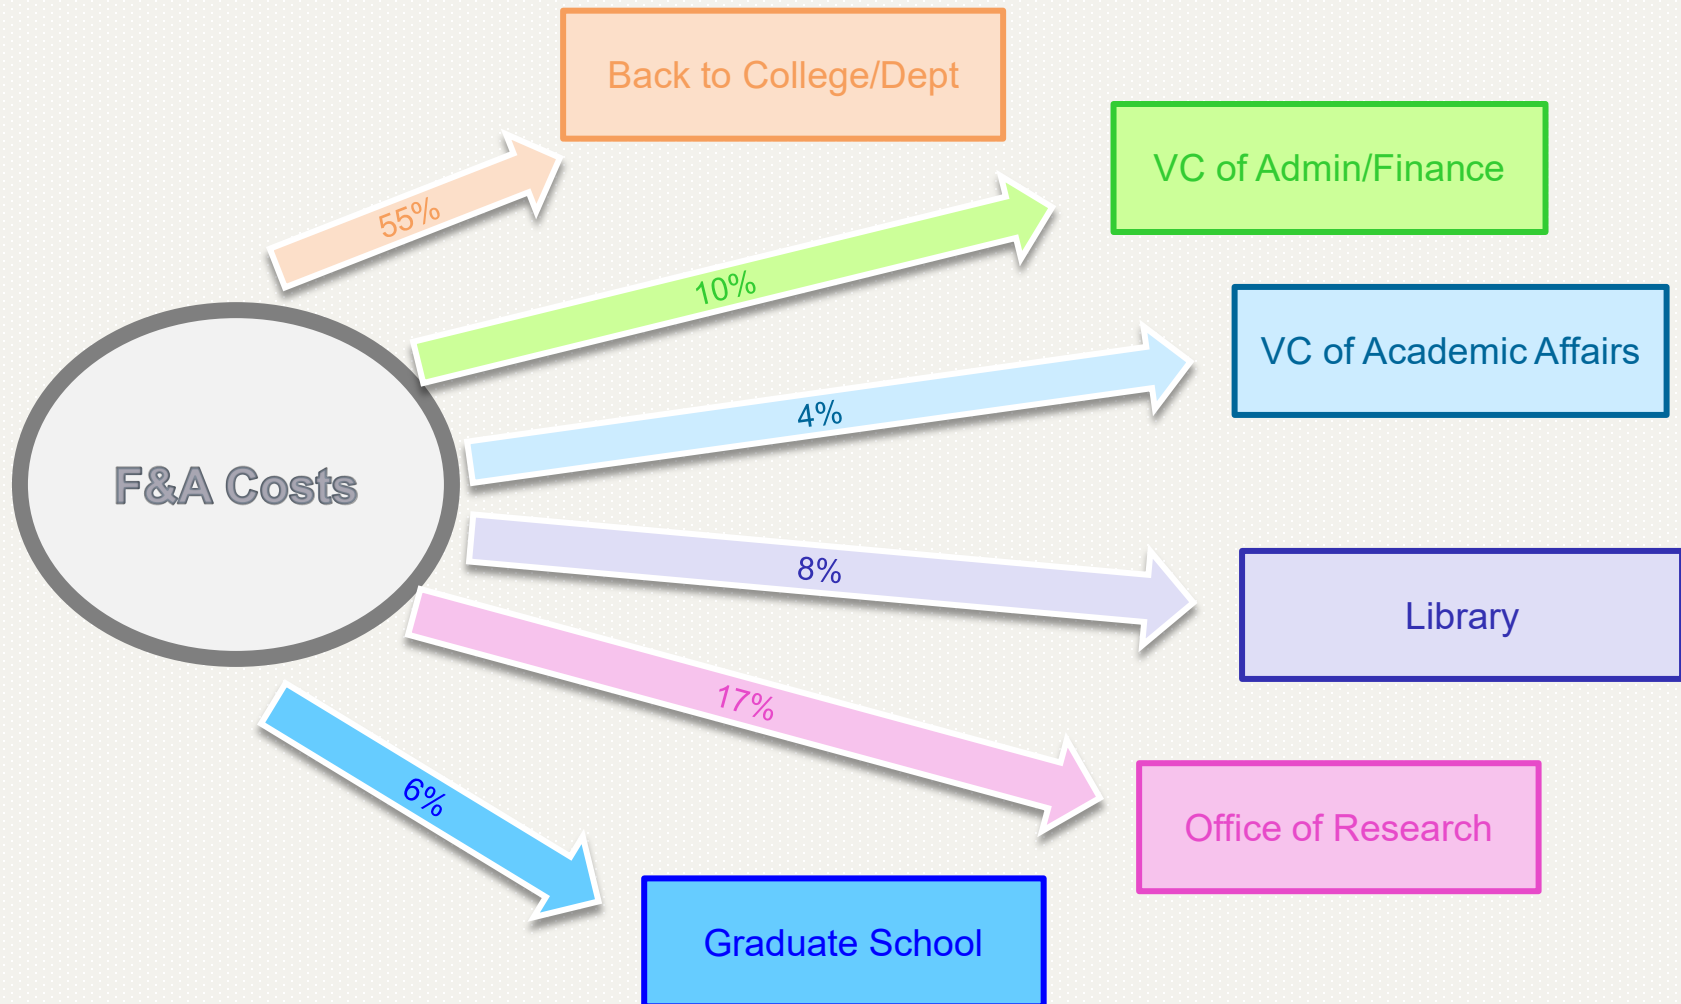 Back to College/Dept
55%
VC of Admin/Finance
10%
VC of Academic Affairs
4%
F&A Costs
8%
Library
17%
Office of Research
6%
Graduate School